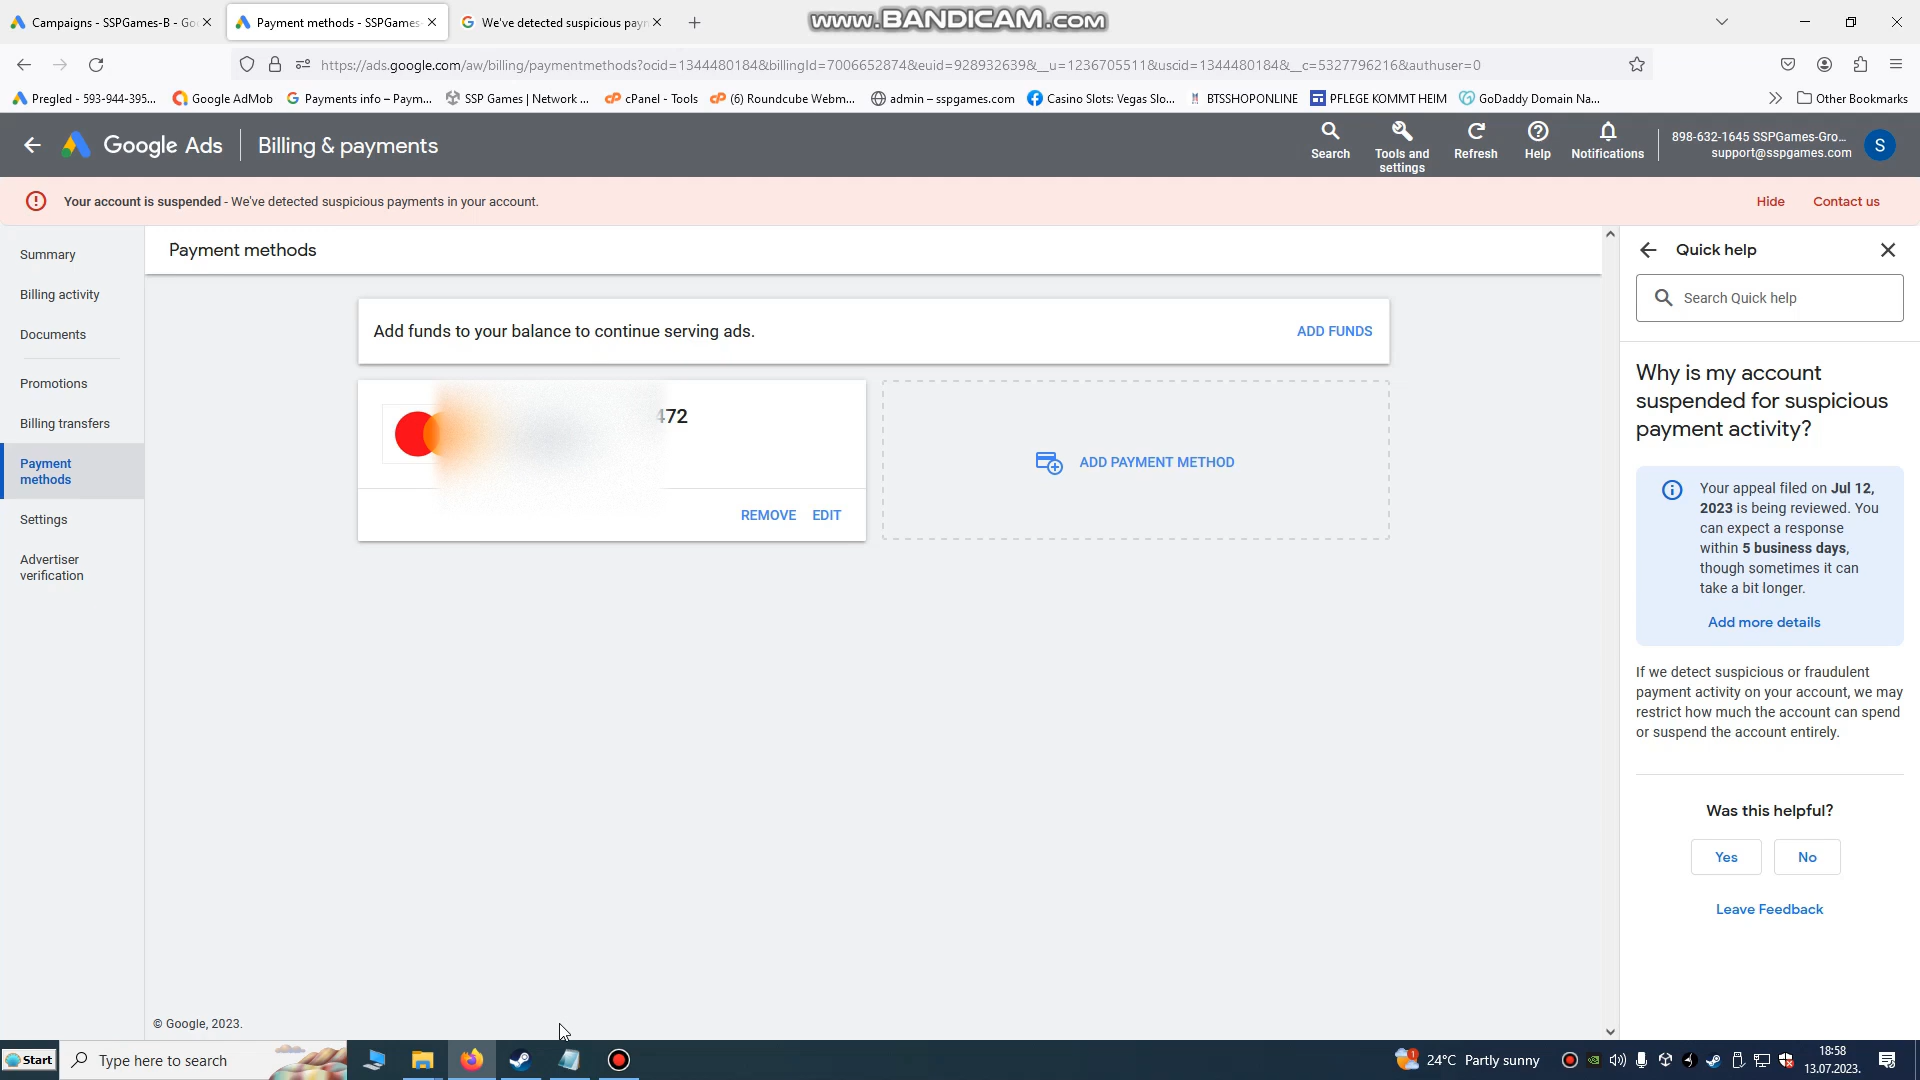 Campaigns - SSPGames-B - Goo
Payment methods - SSPGames-
We've detected suspicious payn
www.BANDICAM.com
https://ads.google.com/aw/billing/paymentmethods?ocid=1344480184&billingId=7006652874&euid=928932639&__u=1236705511&uscid=1344480184&__c=5327796216&authuser=0
Pregled - 593-944-395...
Google AdMob
Payments info – Paym...
SSP Games | Network ...
cPanel - Tools
(6) Roundcube Webm...
admin – sspgames.com
Casino Slots: Vegas Slo...
BTSSHOPONLINE
PFLEGE KOMMT HEIM
GoDaddy Domain Na...
Other Bookmarks
Google Ads
Billing & payments
Search
Tools and
settings
Refresh
Help
Notifications
898-632-1645 SSPGames-Gro...
support@sspgames.com
S
Your account is suspended - We've detected suspicious payments in your account.
Hide
Contact us
Summary
Billing activity
Documents
Promotions
Billing transfers
Payment
methods
Settings
Advertiser
verification
Payment methods
Add funds to your balance to continue serving ads.
ADD FUNDS
472
REMOVE
EDIT
ADD PAYMENT METHOD
© Google, 2023.
Quick help
Search Quick help
Why is my account
suspended for suspicious
payment activity?
Your appeal filed on Jul 12,
2023 is being reviewed. You
can expect a response
within 5 business days,
though sometimes it can
take a bit longer.
Add more details
If we detect suspicious or fraudulent
payment activity on your account, we may
restrict how much the account can spend
or suspend the account entirely.
Was this helpful?
Yes
No
Leave Feedback
Start
Type here to search
1
24°C Partly sunny
18:58
13.07.2023.